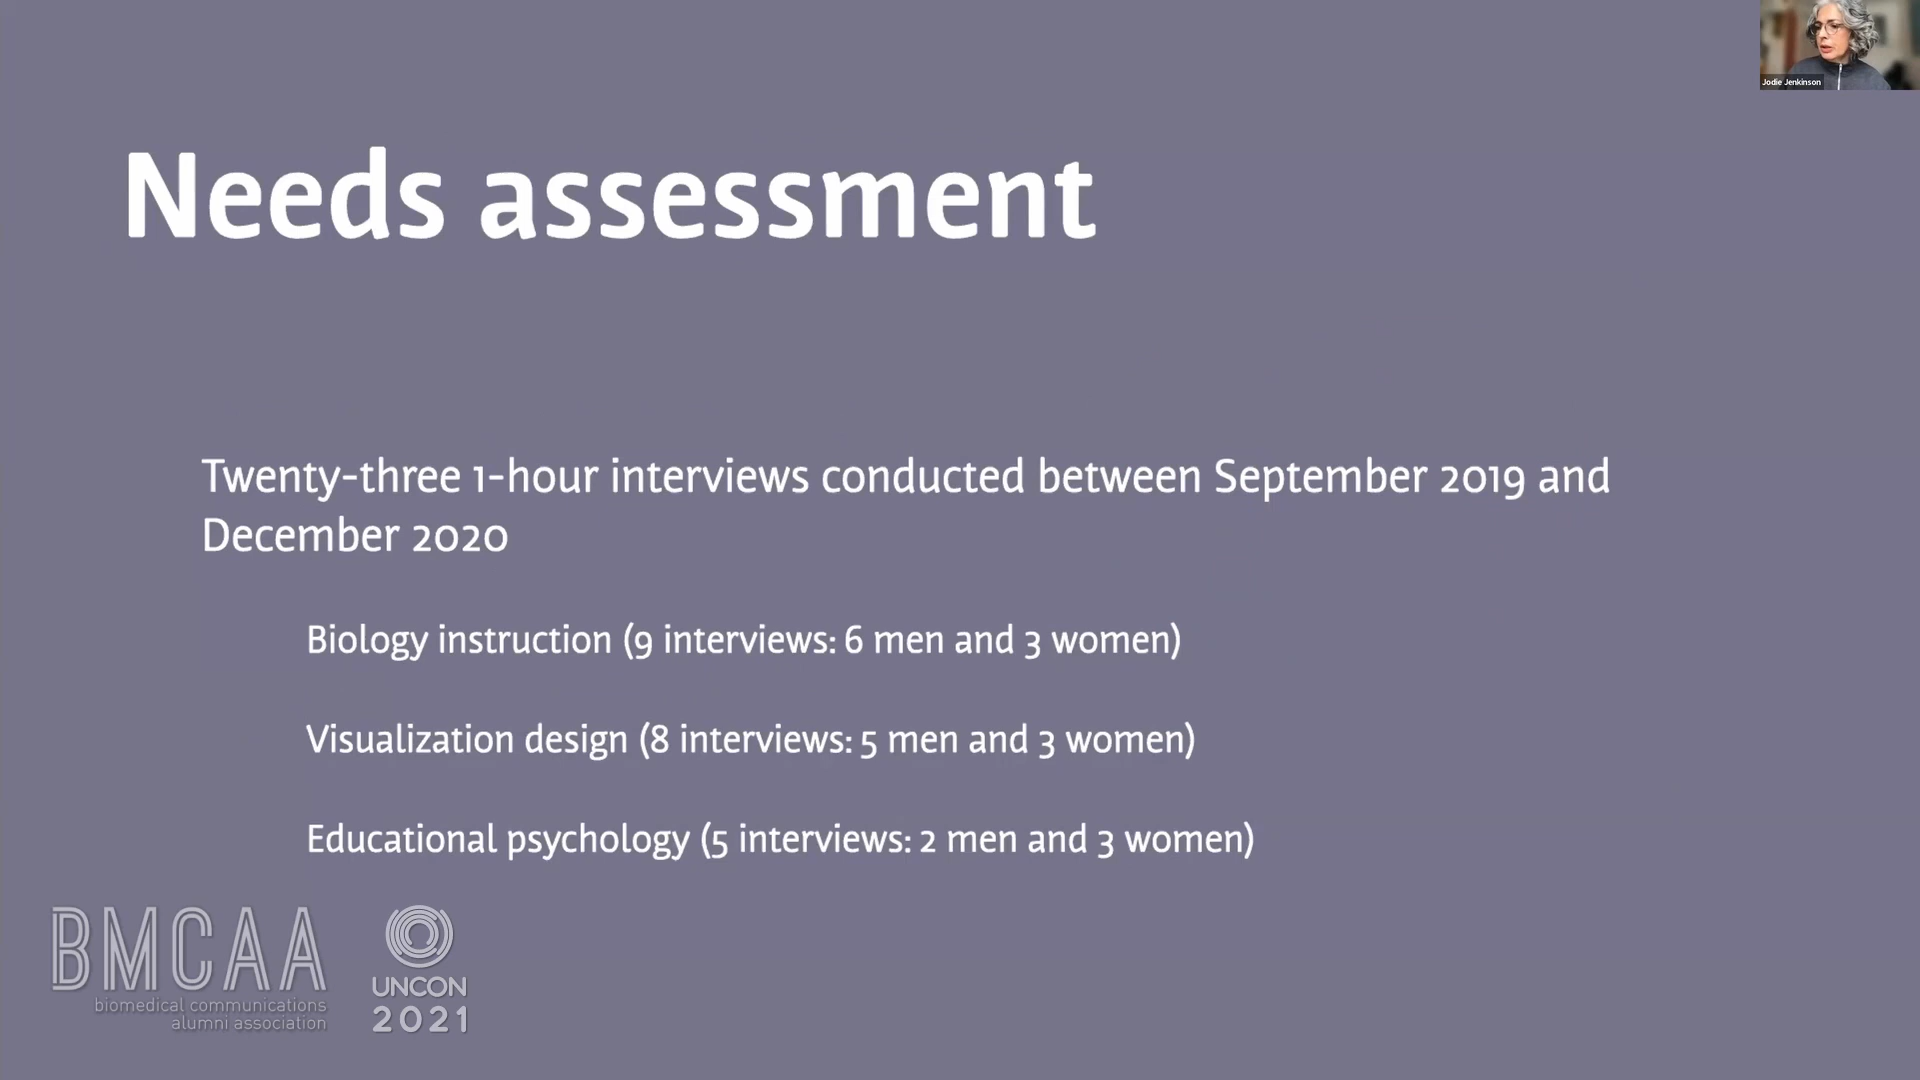 Jodie Jenkinson
Needs assessment
Twenty-three 1-hour interviews conducted between September 2019 and
December 2020
Biology instruction (9 interviews: 6 men and 3 women)
Visualization design (8 interviews: 5 men and 3 women)
Educational psychology (5 interviews: 2 men and 3 women)
BMCAA
biomedical communications
alumni association
UNCON
2021